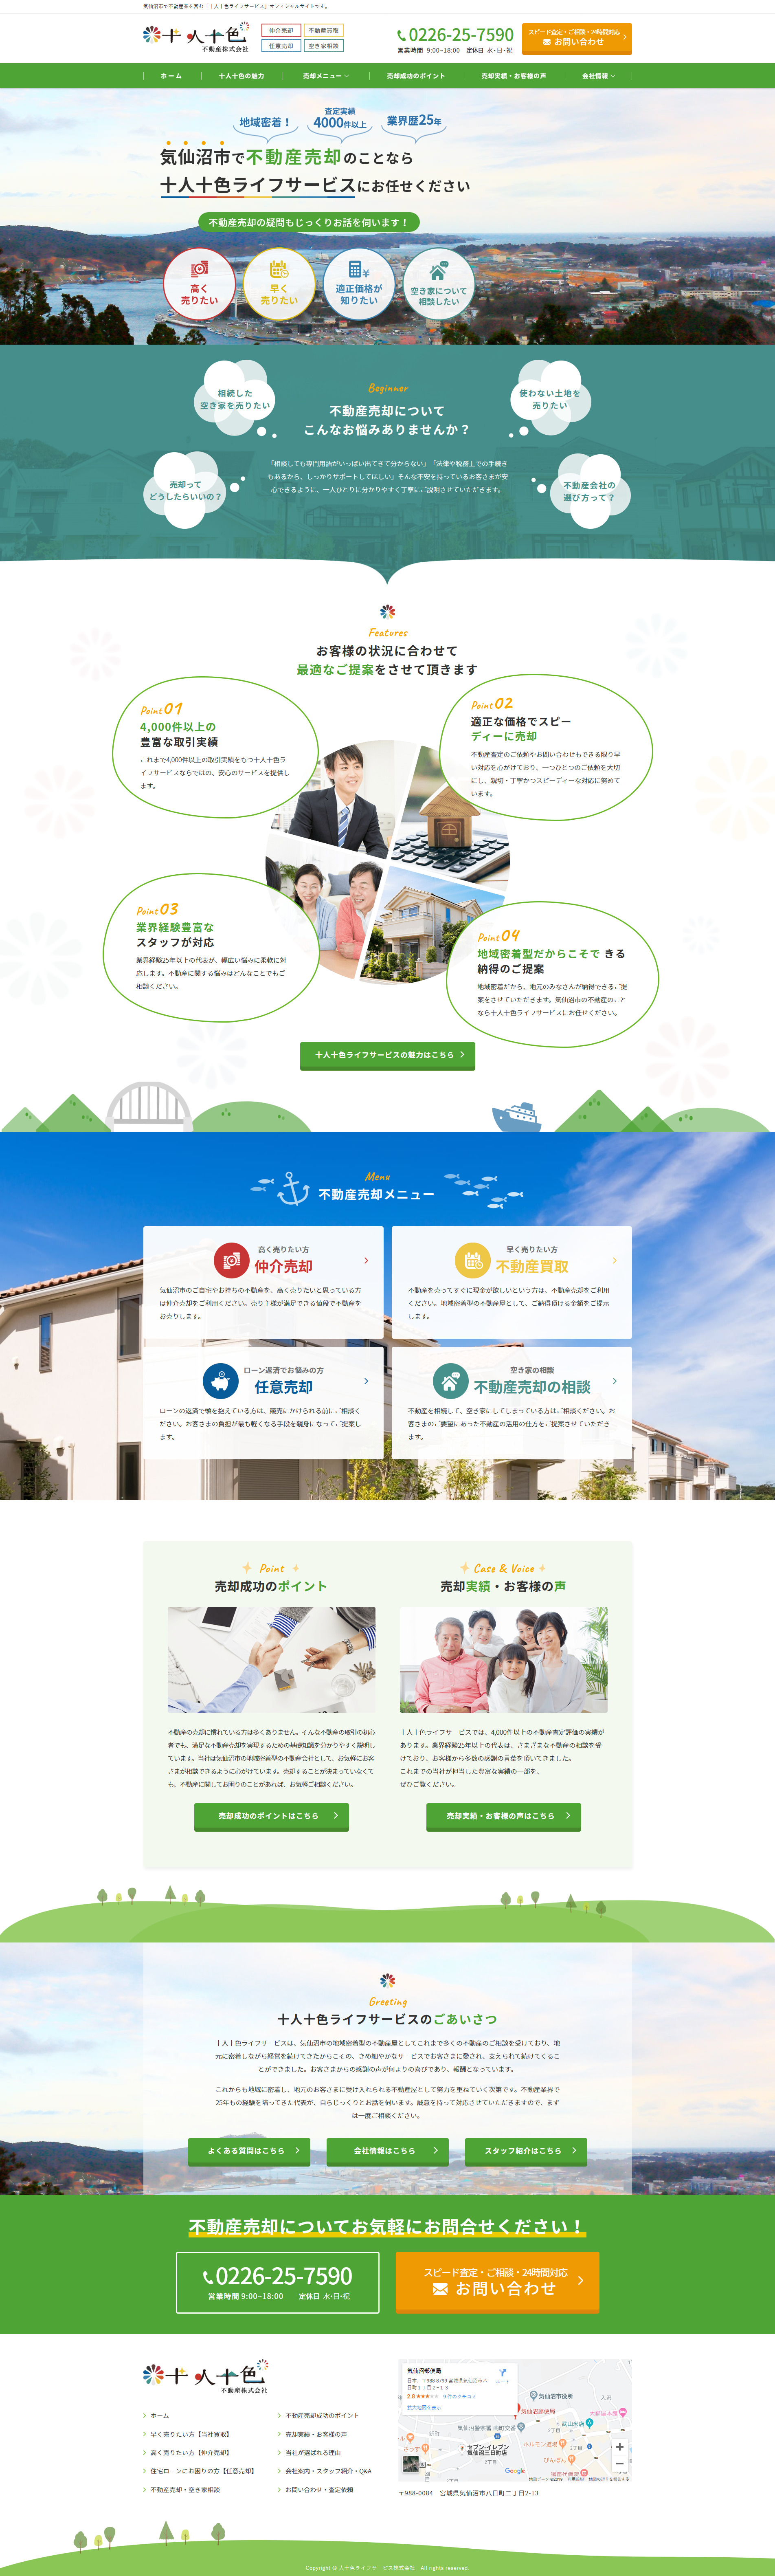 気仙沼市で不動産業を営む「十人十色ライフサービス」オフィシャルサイトです。
十人十色
不動産株式会社
仲介売却
不動産買取
任意売却
空き家相談
0226-25-7590
営業時間 9:00~18:00 定休日 水・日・祝
スピード査定・ご相談・24時間対応
お問い合わせ
ホーム
十人十色の魅力
売却メニュー
売却成功のポイント
売却実績・お客様の声
会社情報
地域密着！
査定実績
4000件以上
業界歴25年
気仙沼市で不動産売却のことなら
十人十色ライフサービスにお任せください
不動産売却の疑問もじっくりお話を伺います！
高く
売りたい
早く
売りたい
適正価格が
知りたい
空き家について
相談したい
相続した
空き家を売りたい
使わない土地を
売りたい
Beginner
不動産売却について
こんなお悩みありませんか？
売却って
どうしたらいいの？
不動産会社の
選び方って？
「相談しても専門用語がいっぱい出てきて分からない」「法律や税務上での手続き
もあるから、しっかりサポートしてほしい」そんな不安を持っているお客さまが安
心できるように、一人ひとりに分かりやすく丁寧にご説明させていただきます。
Features
お客様の状況に合わせて
最適なご提案をさせて頂きます
Point 01
4,000件以上の
豊富な取引実績
これまで4,000件以上の取引実績をもつ十人十色ラ
イフサービスならではの、安心のサービスを提供し
ます。
Point 02
適正な価格でスピー
ディーに売却
不動産査定のご依頼やお問い合わせもできる限り早
い対応を心がけており、一つひとつのご依頼を大切
にし、親切・丁寧かつスピーディーな対応に努めて
います。
Point 03
業界経験豊富な
スタッフが対応
業界経験25年以上の代表が、幅広い悩みに柔軟に対
応します。不動産に関する悩みはどんなことでもご
相談ください。
Point 04
地域密着型だからこそで きる
納得のご提案
地域密着だから、地元のみなさんが納得できるご提
案をさせていただきます。気仙沼市の不動産のこと
なら十人十色ライフサービスにお任せください。
十人十色ライフサービスの魅力はこちら
Menu
不動産売却メニュー
高く売りたい方
仲介売却
気仙沼市のご自宅やお持ちの不動産を、高く売りたいと思っている方
は仲介売却をご利用ください。売り主様が満足できる値段で不動産を
お売りします。
早く売りたい方
不動産買取
不動産を売ってすぐに現金が欲しいという方は、不動産売却をご利用
ください。地域密着型の不動産屋として、ご納得頂ける金額をご提示
します。
ローン返済でお悩みの方
任意売却
ローンの返済で頭を抱えている方は、競売にかけられる前にご相談く
ださい。お客さまの負担が最も軽くなる手段を親身になってご提案し
ます。
空き家の相談
不動産売却の相談
不動産を相続して、空き家にしてしまっている方はご相談ください。お
客さまのご要望にあった不動産の活用の仕方をご提案させていただき
ます。
Point
売却成功のポイント
不動産の売却に慣れている方は多くありません。そんな不動産の取引の初心
者でも、満足な不動産売却を実現するための基礎知識を分かりやすく説明し
ています。当社は気仙沼市の地域密着型の不動産会社として、お気軽にお客
さまが相談できるように心がけています。売却することが決まっていなくて
も、不動産に関してお困りのことがあれば、お気軽ご相談ください。
売却成功のポイントはこちら
Case & Voice
売却実績・お客様の声
十人十色ライフサービスでは、4,000件以上の不動産査定評価の実績が
あります。業界経験25年以上の代表は、さまざまな不動産の相談を受
けており、お客様から多数の感謝の言葉を頂いてきました。
これまでの当社が担当した豊富な実績の一部を、
ぜひご覧ください。
売却実績・お客様の声はこちら
Greeting
十人十色ライフサービスのごあいさつ
十人十色ライフサービスは、気仙沼市の地域密着型の不動産屋としてこれまで多くの不動産のご相談を受けており、地
元に密着しながら経営を続けてきたからこその、きめ細やかなサービスでお客さまに愛され、支えられて続けてくるこ
とができました。お客さまからの感謝の声が何よりの喜びであり、報酬となっています。
これからも地域に密着し、地元のお客さまに受け入れられる不動産屋として努力を重ねていく次第です。不動産業界で
25年もの経験を培ってきた代表が、自らじっくりとお話を伺います。誠意を持って対応させていただきますので、まず
は一度ご相談ください。
よくある質問はこちら
会社情報はこちら
スタッフ紹介はこちら
不動産売却についてお気軽にお問合せください！
0226-25-7590
営業時間 9:00~18:00 定休日 水・日・祝
スピード査定・ご相談・24時間対応
お問い合わせ
十人十色
不動産株式会社
ホーム
早く売りたい方【当社買取】
高く売りたい方【仲介売却】
住宅ローンにお困りの方【任意売却】
不動産売却・空き家相談
不動産売却成功のポイント
売却実績・お客様の声
当社が選ばれる理由
会社案内・スタッフ紹介・Q&A
お問い合わせ・査定依頼
気仙沼郵便局
日本、〒988-8799 宮城県気仙沼市八
日町１丁目２−１３
ルート
拡大地図を表示
気仙沼市役所
気仙沼郵便局
気仙沼警察署 南町交番
セブン-イレブン
気仙沼三日町店
ホルモン道場
ぴんぽん
Google
〒988-0084 宮城県気仙沼市八日町二丁目2-13
Copyright © 人十色ライフサービス株式会社 All rights reserved.